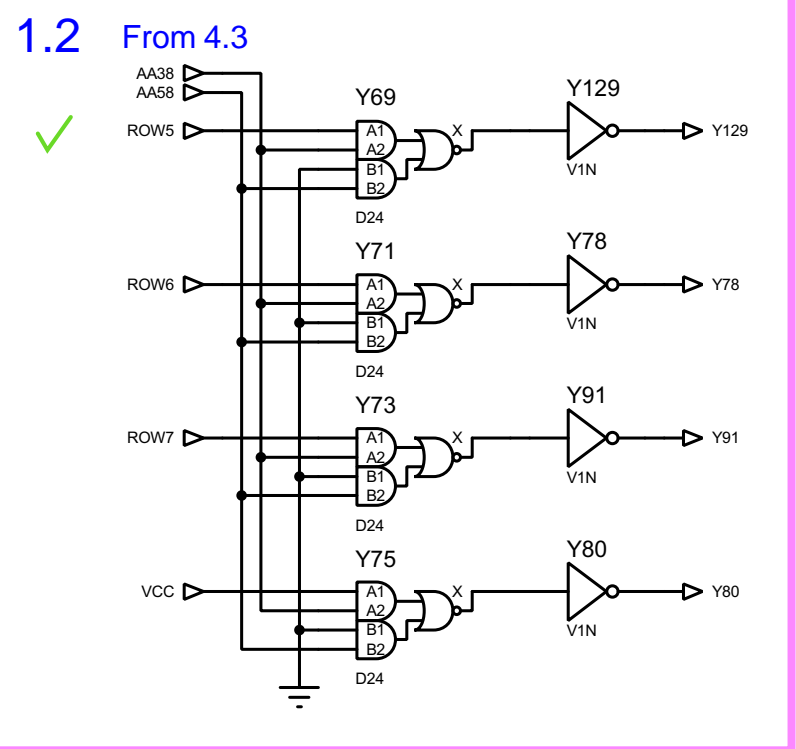 1.2 From 4.3
AA38
AA58
Y69
Y129
ROW5
A1
A2
B1
B2
X
Y129
V1N
D24
Y71
Y78
ROW6
A1
A2
B1
B2
X
Y78
V1N
D24
Y73
Y91
ROW7
A1
A2
B1
B2
X
Y91
V1N
D24
Y75
Y80
VCC
A1
A2
B1
B2
X
Y80
V1N
D24